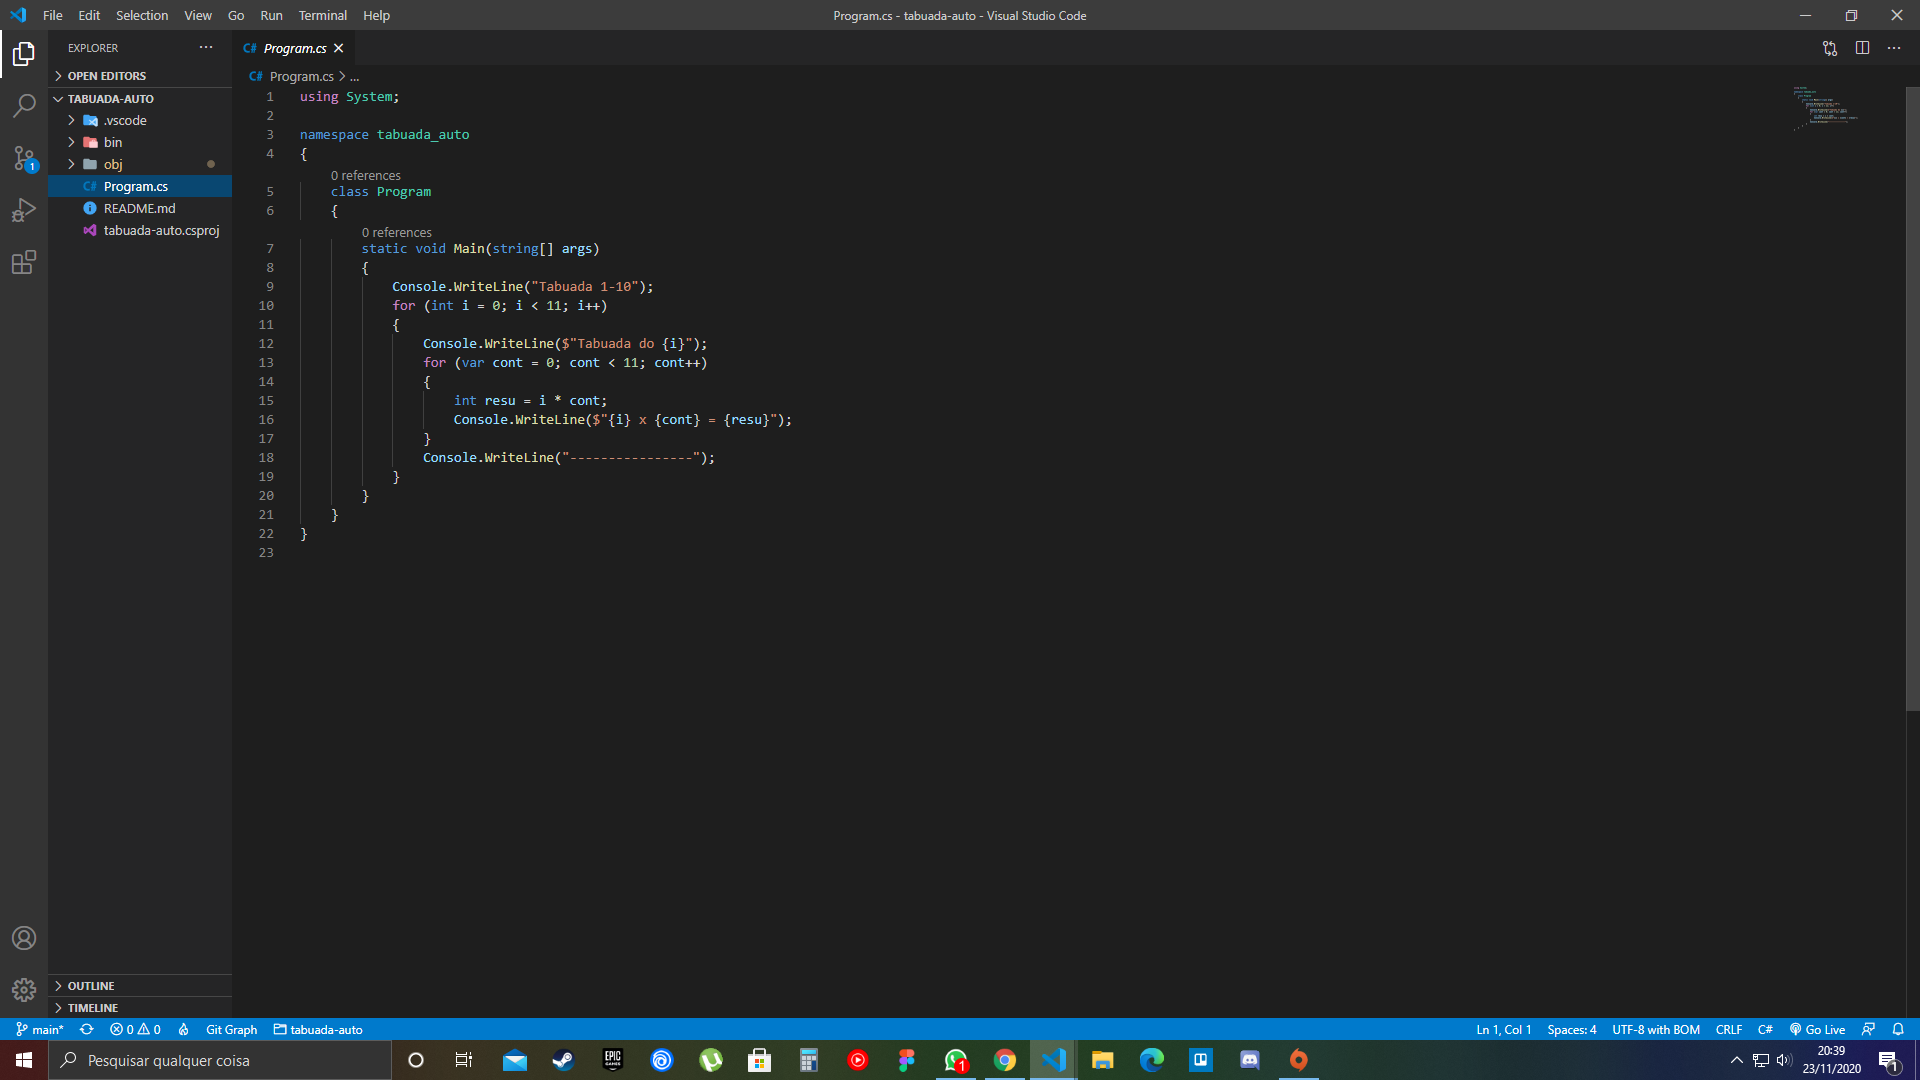 File Edit Selection View Go Run Terminal Help
Program.cs - tabuada-auto - Visual Studio Code
EXPLORER
OPEN EDITORS
TABUADA-AUTO
.vscode
bin
obj
C# Program.cs
README.md
tabuada-auto.csproj
OUTLINE
TIMELINE
C# Program.cs
C# Program.cs > ...
1 using System;
2
3 namespace tabuada_auto
4 {
0 references
5 class Program
6 {
0 references
7 static void Main(string[] args)
8 {
9 Console.WriteLine("Tabuada 1-10");
10 for (int i = 0; i < 11; i++)
11 {
12 Console.WriteLine($"Tabuada do {i}");
13 for (var cont = 0; cont < 11; cont++)
14 {
15 int resu = i * cont;
16 Console.WriteLine($"{i} x {cont} = {resu}");
17 }
18 Console.WriteLine("----------------");
19 }
20 }
21 }
22 }
23
1
main* 0 0 Git Graph tabuada-auto
Ln 1, Col 1 Spaces: 4 UTF-8 with BOM CRLF C# Go Live
Pesquisar qualquer coisa
EPIC GAMES
1
20:39
23/11/2020
1